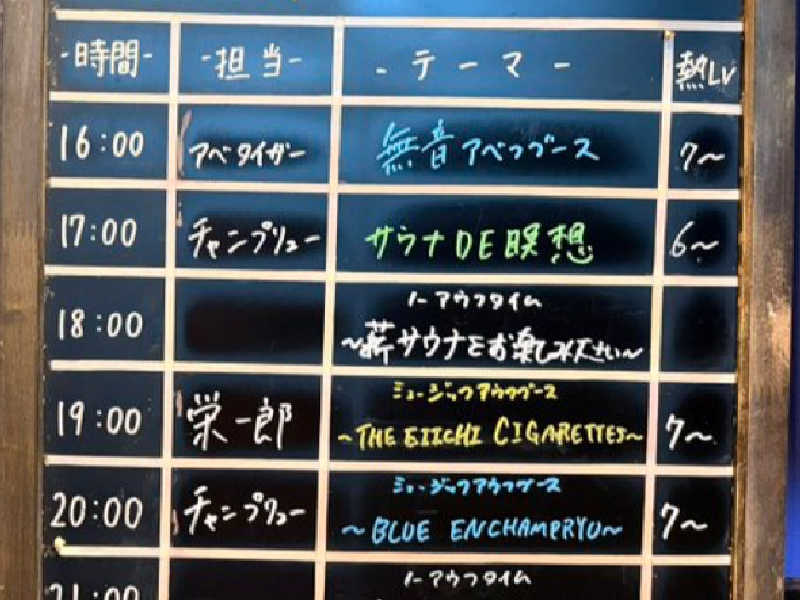 -時間- -担当- -テーマ- 熱LV
16:00 アベタイザー 無音アベフブース 7〜
17:00 チャンプリュー サウナDE瞑想 6〜
ノーアウフタイム
18:00 〜薪サウナをお楽しみください〜
ミュージックアウフグース
19:00 栄一郎 〜THE EIICHI CIGARETTES〜 7〜
ミュージックアウフグース
20:00 チャンプリュー 〜BLUE ENCHAMPRYU〜 7〜
21:00 ノーアウフタイム